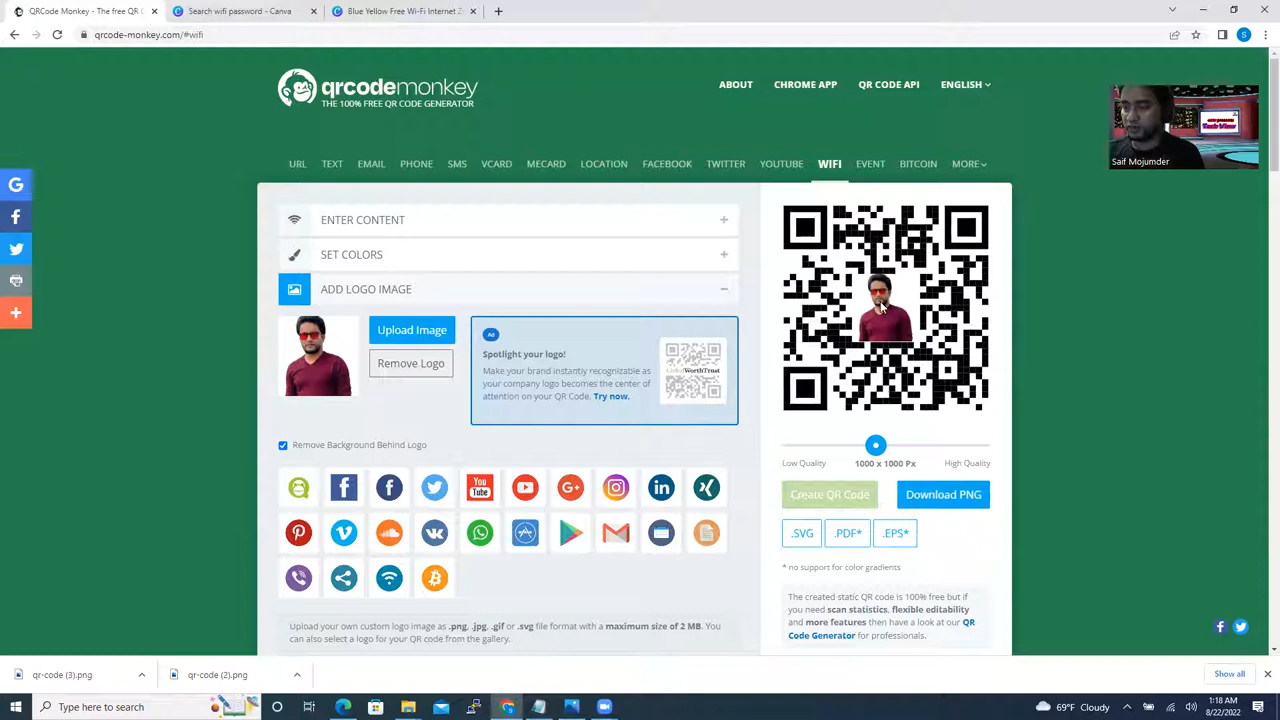 QRCode Monkey - The free QR C
Search wifi password - Canva
Blue Yellow Free Wi-Fi Internet Z
qrcode-monkey.com/#wifi
S
qrcodemonkey
THE 100% FREE QR CODE GENERATOR
ABOUT
CHROME APP
QR CODE API
ENGLISH
Tech View
Saif Mojumder
URL
TEXT
EMAIL
PHONE
SMS
VCARD
MECARD
LOCATION
FACEBOOK
TWITTER
YOUTUBE
WIFI
EVENT
BITCOIN
MORE
ENTER CONTENT
SET COLORS
ADD LOGO IMAGE
Upload Image
Remove Logo
Ad
Spotlight your logo!
Make your brand instantly recognizable as
your company logo becomes the center of
attention on your QR Code. Try now.
Remove Background Behind Logo
You
Tube
Low Quality
1000 x 1000 Px
High Quality
Create QR Code
Download PNG
.SVG
.PDF*
.EPS*
* no support for color gradients
The created static QR code is 100% free but if
you need scan statistics, flexible editability
and more features then have a look at our QR
Code Generator for professionals.
Upload your own custom logo image as .png, .jpg, .gif or .svg file format with a maximum size of 2 MB. You
can also select a logo for your QR code from the gallery.
qr-code (3).png
qr-code (2).png
Show all
Type here to search
69°F Cloudy
1:18 AM
8/22/2022